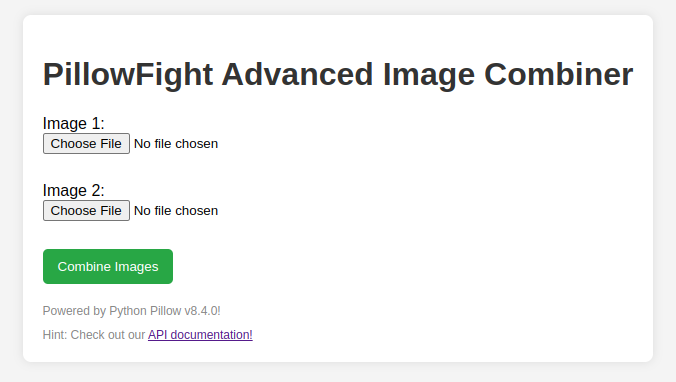 PillowFight Advanced Image Combiner
Image 1:
Choose File No file chosen
Image 2:
Choose File No file chosen
Combine Images
Powered by Python Pillow v8.4.0!
Hint: Check out our API documentation!